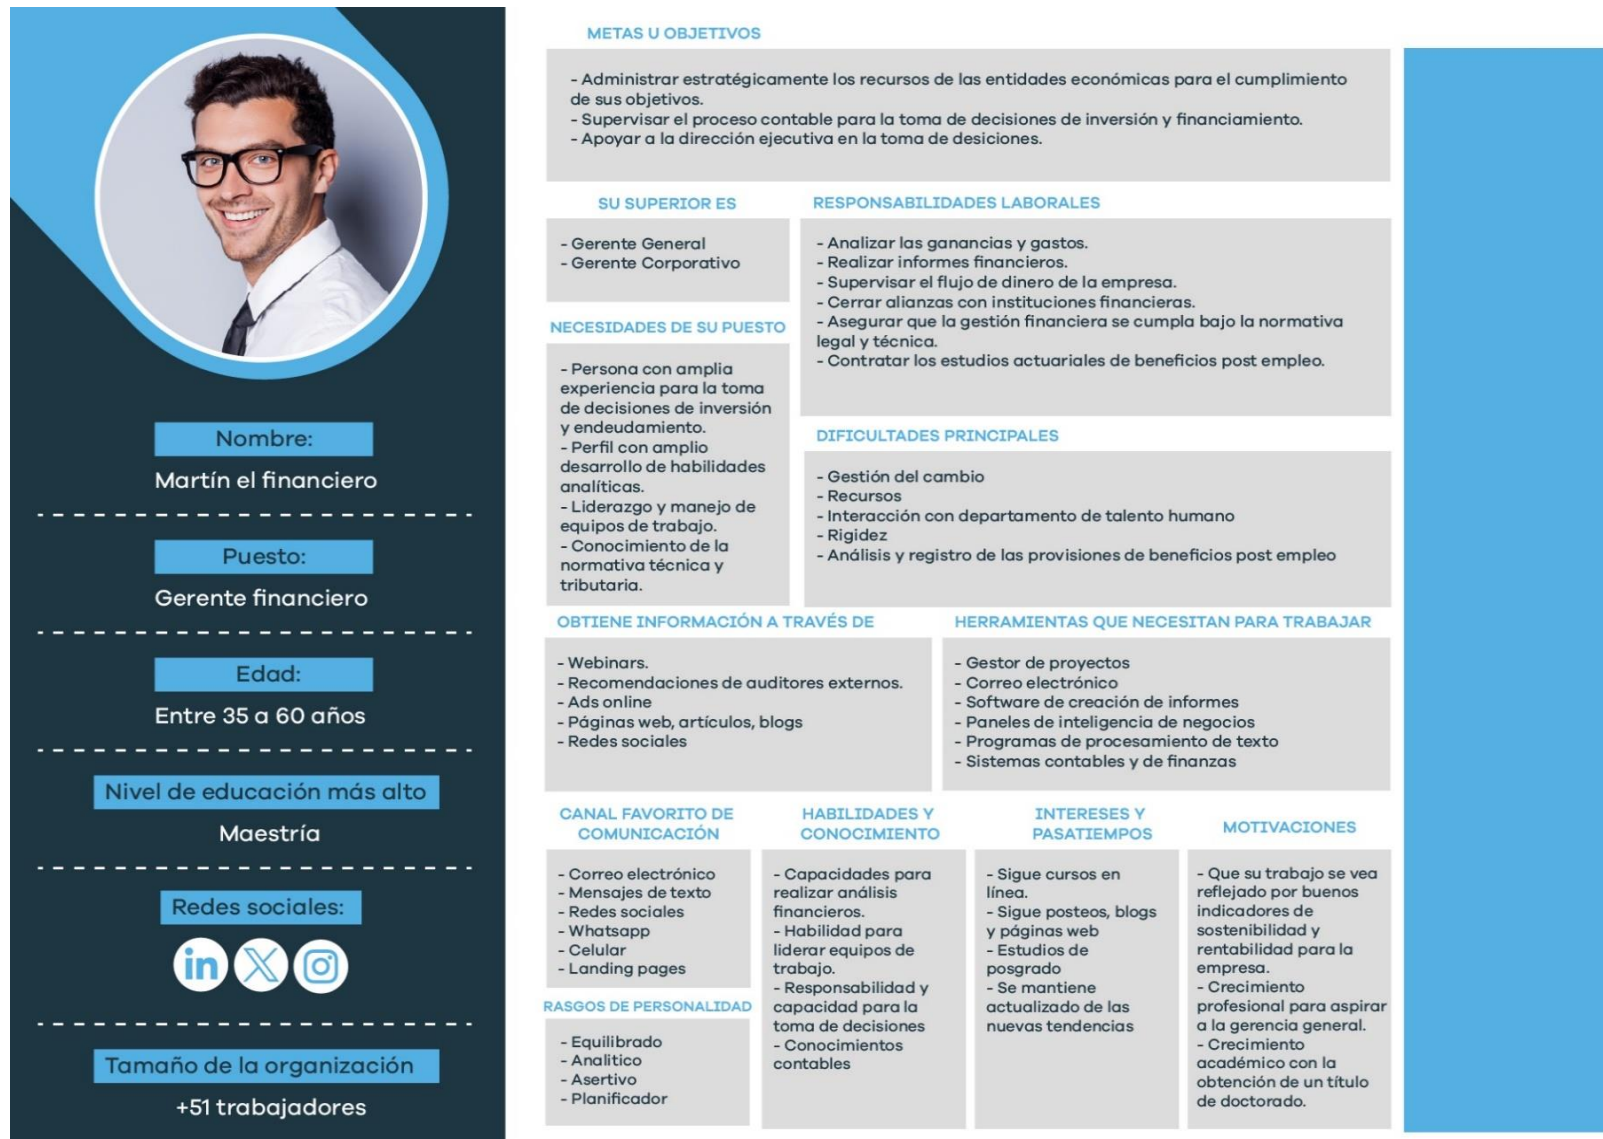 Nombre:
Martín el financiero
Puesto:
Gerente financiero
Edad:
Entre 35 a 60 años
Nivel de educación más alto
Maestría
Redes sociales:
in
Tamaño de la organización
+51 trabajadores
METAS U OBJETIVOS
- Administrar estratégicamente los recursos de las entidades económicas para el cumplimiento
de sus objetivos.
- Supervisar el proceso contable para la toma de decisiones de inversión y financiamiento.
- Apoyar a la dirección ejecutiva en la toma de desiciones.
SU SUPERIOR ES
- Gerente General
- Gerente Corporativo
RESPONSABILIDADES LABORALES
- Analizar las ganancias y gastos.
- Realizar informes financieros.
- Supervisar el flujo de dinero de la empresa.
- Cerrar alianzas con instituciones financieras.
- Asegurar que la gestión financiera se cumpla bajo la normativa
legal y técnica.
- Contratar los estudios actuariales de beneficios post empleo.
NECESIDADES DE SU PUESTO
- Persona con amplia
experiencia para la toma
de decisiones de inversión
y endeudamiento.
- Perfil con amplio
desarrollo de habilidades
analíticas.
- Liderazgo y manejo de
equipos de trabajo.
- Conocimiento de la
normativa técnica y
tributaria.
DIFICULTADES PRINCIPALES
- Gestión del cambio
- Recursos
- Interacción con departamento de talento humano
- Rigidez
- Análisis y registro de las provisiones de beneficios post empleo
OBTIENE INFORMACIÓN A TRAVÉS DE
- Webinars.
- Recomendaciones de auditores externos.
- Ads online
- Páginas web, artículos, blogs
- Redes sociales
HERRAMIENTAS QUE NECESITAN PARA TRABAJAR
- Gestor de proyectos
- Correo electrónico
- Software de creación de informes
- Paneles de inteligencia de negocios
- Programas de procesamiento de texto
- Sistemas contables y de finanzas
CANAL FAVORITO DE
COMUNICACIÓN
- Correo electrónico
- Mensajes de texto
- Redes sociales
- Whatsapp
- Celular
- Landing pages
RASGOS DE PERSONALIDAD
- Equilibrado
- Analitico
- Asertivo
- Planificador
HABILIDADES Y
CONOCIMIENTO
- Capacidades para
realizar análisis
financieros.
- Habilidad para
liderar equipos de
trabajo.
- Responsabilidad y
capacidad para la
toma de decisiones
- Conocimientos
contables
INTERESES Y
PASATIEMPOS
- Sigue cursos en
línea.
- Sigue posteos, blogs
y páginas web
- Estudios de
posgrado
- Se mantiene
actualizado de las
nuevas tendencias
MOTIVACIONES
- Que su trabajo se vea
reflejado por buenos
indicadores de
sostenibilidad y
rentabilidad para la
empresa.
- Crecimiento
profesional para aspirar
a la gerencia general.
- Crecimiento
académico con la
obtención de un título
de doctorado.